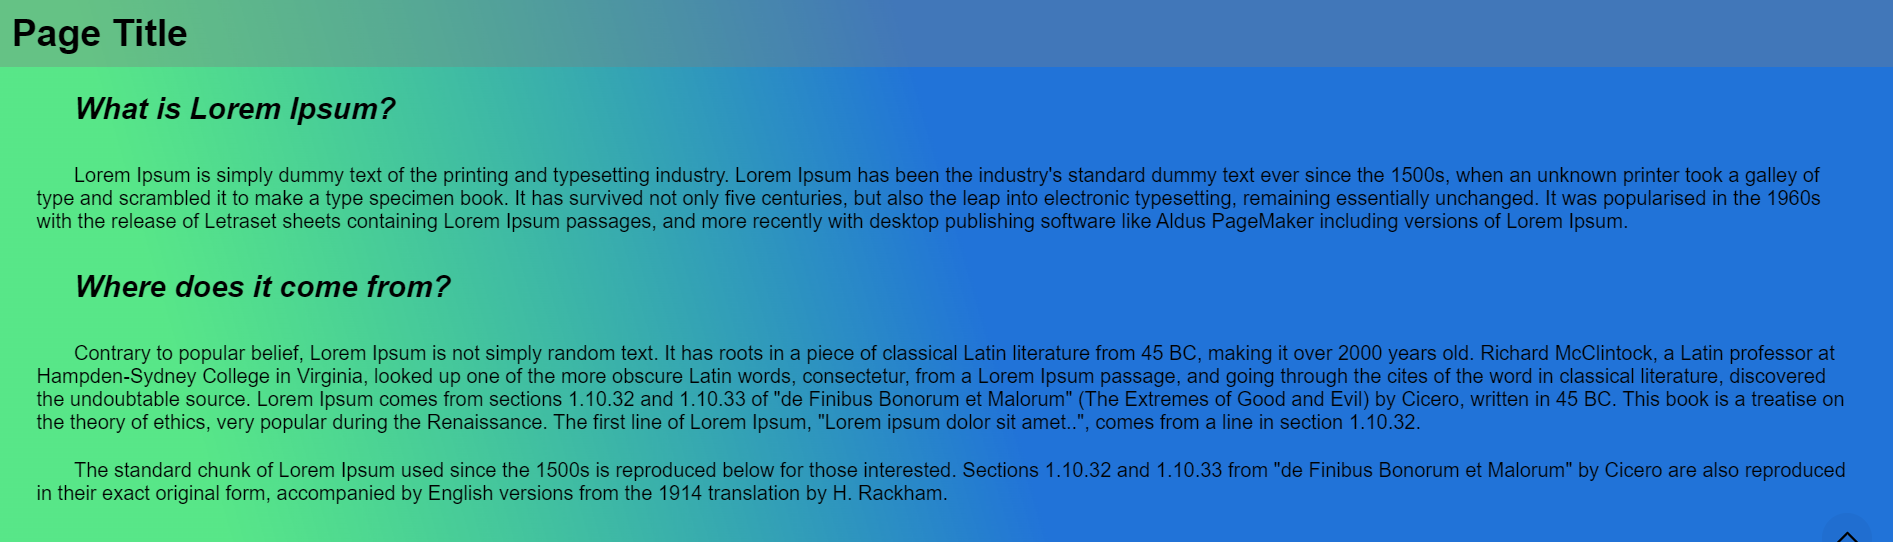 Page Title
What is Lorem Ipsum?
Lorem Ipsum is simply dummy text of the printing and typesetting industry. Lorem Ipsum has been the industry's standard dummy text ever since the 1500s, when an unknown printer took a galley of
type and scrambled it to make a type specimen book. It has survived not only five centuries, but also the leap into electronic typesetting, remaining essentially unchanged. It was popularised in the 1960s
with the release of Letraset sheets containing Lorem Ipsum passages, and more recently with desktop publishing software like Aldus PageMaker including versions of Lorem Ipsum.
Where does it come from?
Contrary to popular belief, Lorem Ipsum is not simply random text. It has roots in a piece of classical Latin literature from 45 BC, making it over 2000 years old. Richard McClintock, a Latin professor at
Hampden-Sydney College in Virginia, looked up one of the more obscure Latin words, consectetur, from a Lorem Ipsum passage, and going through the cites of the word in classical literature, discovered
the undoubtable source. Lorem Ipsum comes from sections 1.10.32 and 1.10.33 of "de Finibus Bonorum et Malorum" (The Extremes of Good and Evil) by Cicero, written in 45 BC. This book is a treatise on
the theory of ethics, very popular during the Renaissance. The first line of Lorem Ipsum, "Lorem ipsum dolor sit amet..", comes from a line in section 1.10.32.
The standard chunk of Lorem Ipsum used since the 1500s is reproduced below for those interested. Sections 1.10.32 and 1.10.33 from "de Finibus Bonorum et Malorum" by Cicero are also reproduced
in their exact original form, accompanied by English versions from the 1914 translation by H. Rackham.